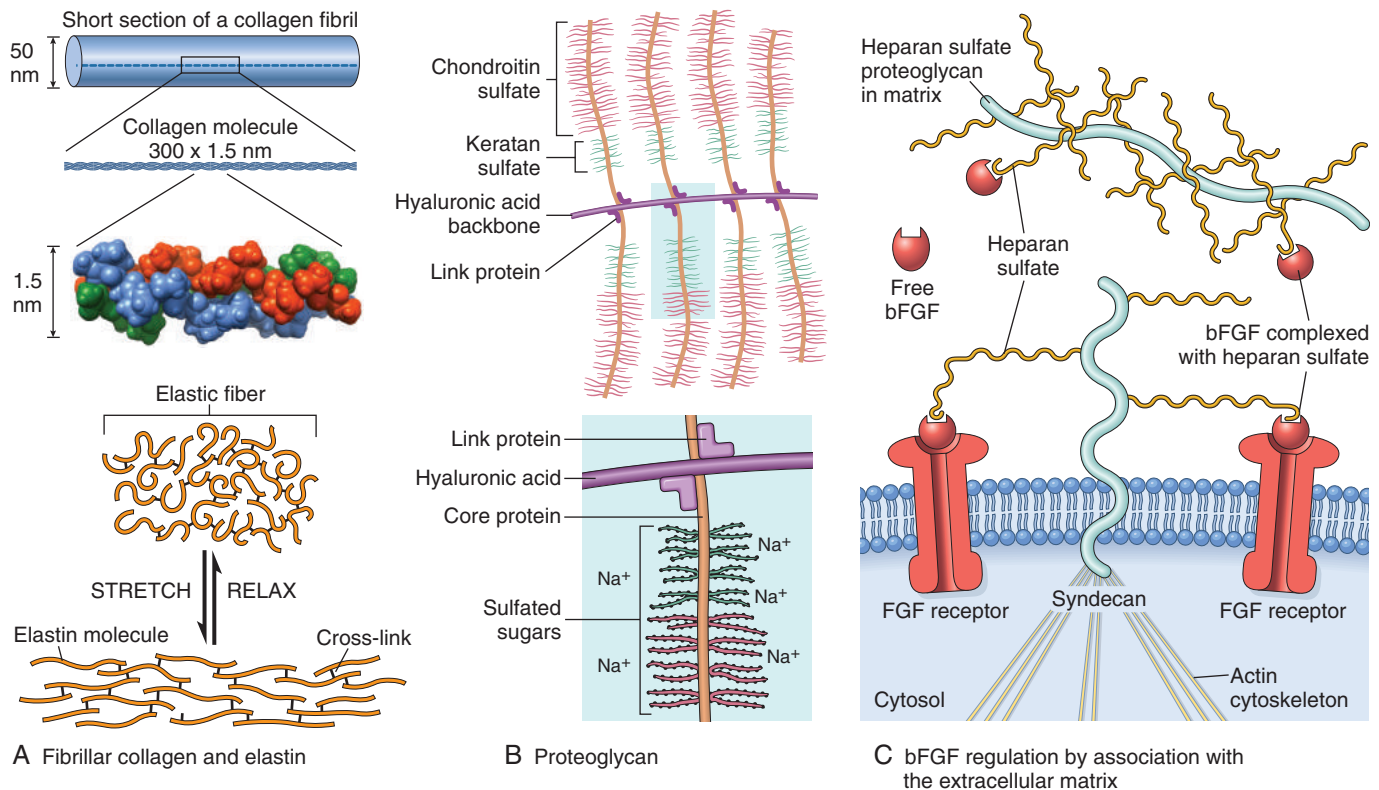 Short section of a collagen fibril
50
nm
Collagen molecule
300 x 1.5 nm
1.5
nm
Elastic fiber
STRETCH
RELAX
Elastin molecule
Cross-link
A Fibrillar collagen and elastin
Chondroitin
sulfate
Keratan
sulfate
Hyaluronic acid
backbone
Link protein
Link protein
Hyaluronic acid
Core protein
Na+
Na+
Na+
Sulfated
sugars
Na+
Na+
B Proteoglycan
Heparan sulfate
proteoglycan
in matrix
Heparan
sulfate
Free
bFGF
bFGF complexed
with heparan sulfate
FGF receptor
Syndecan
FGF receptor
Actin
cytoskeleton
Cytosol
C bFGF regulation by association with
the extracellular matrix